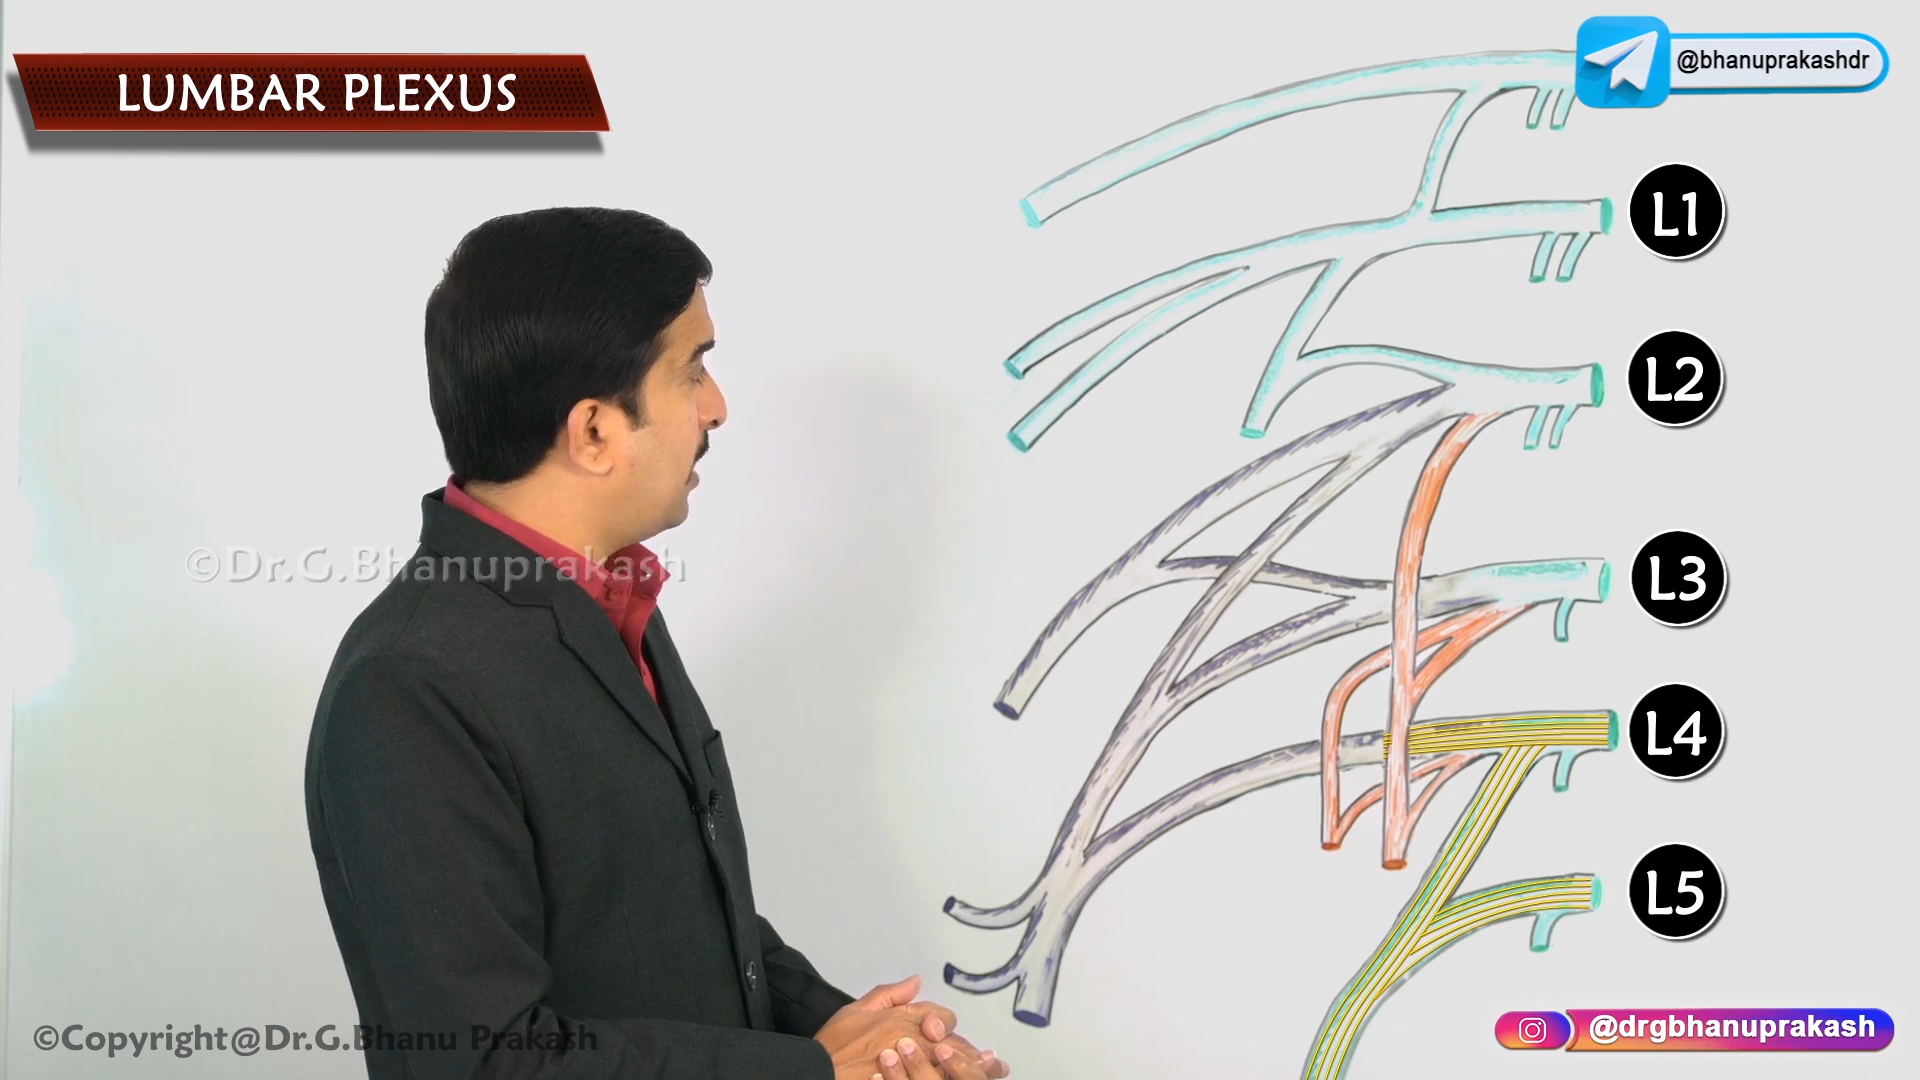 LUMBAR PLEXUS
@bhanuprakashdr
L1
L2
L3
©Dr.G.Bhanuprakash
L4
L5
©Copyright@Dr.G.Bhanu Prakash
@drgbhanuprakash